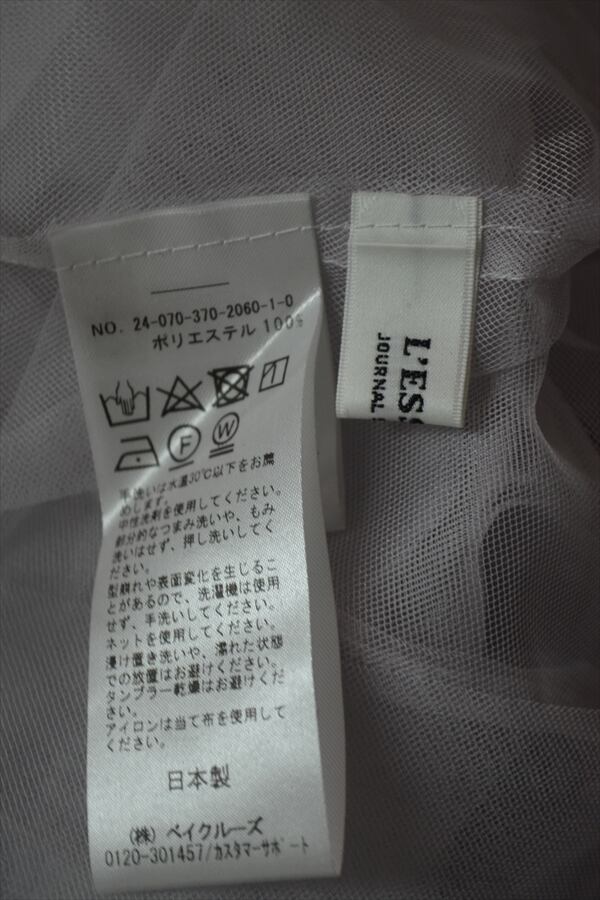 NO. 24-070-370-2060-1-0
ポリエステル 100%
F W
手洗いは水温30℃以下をお薦
めします。
中性洗剤を使用してください。
部分的なつまみ洗いや、もみ
洗いはせず、押し洗いしてく
ださい。
型崩れや表面変化を生じるこ
とがあるので、洗濯機は使用
せず、手洗いしてください。
ネットを使用してください。
浸け置き洗いや、濡れた状態
での放置はお避けください。
タンブラー乾燥はお避けくだ
さい。
アイロンは当て布を使用して
ください。
日本製
(株) ベイクルーズ
0120-301457/カスタマーサポート
L'ES
JOURNAL